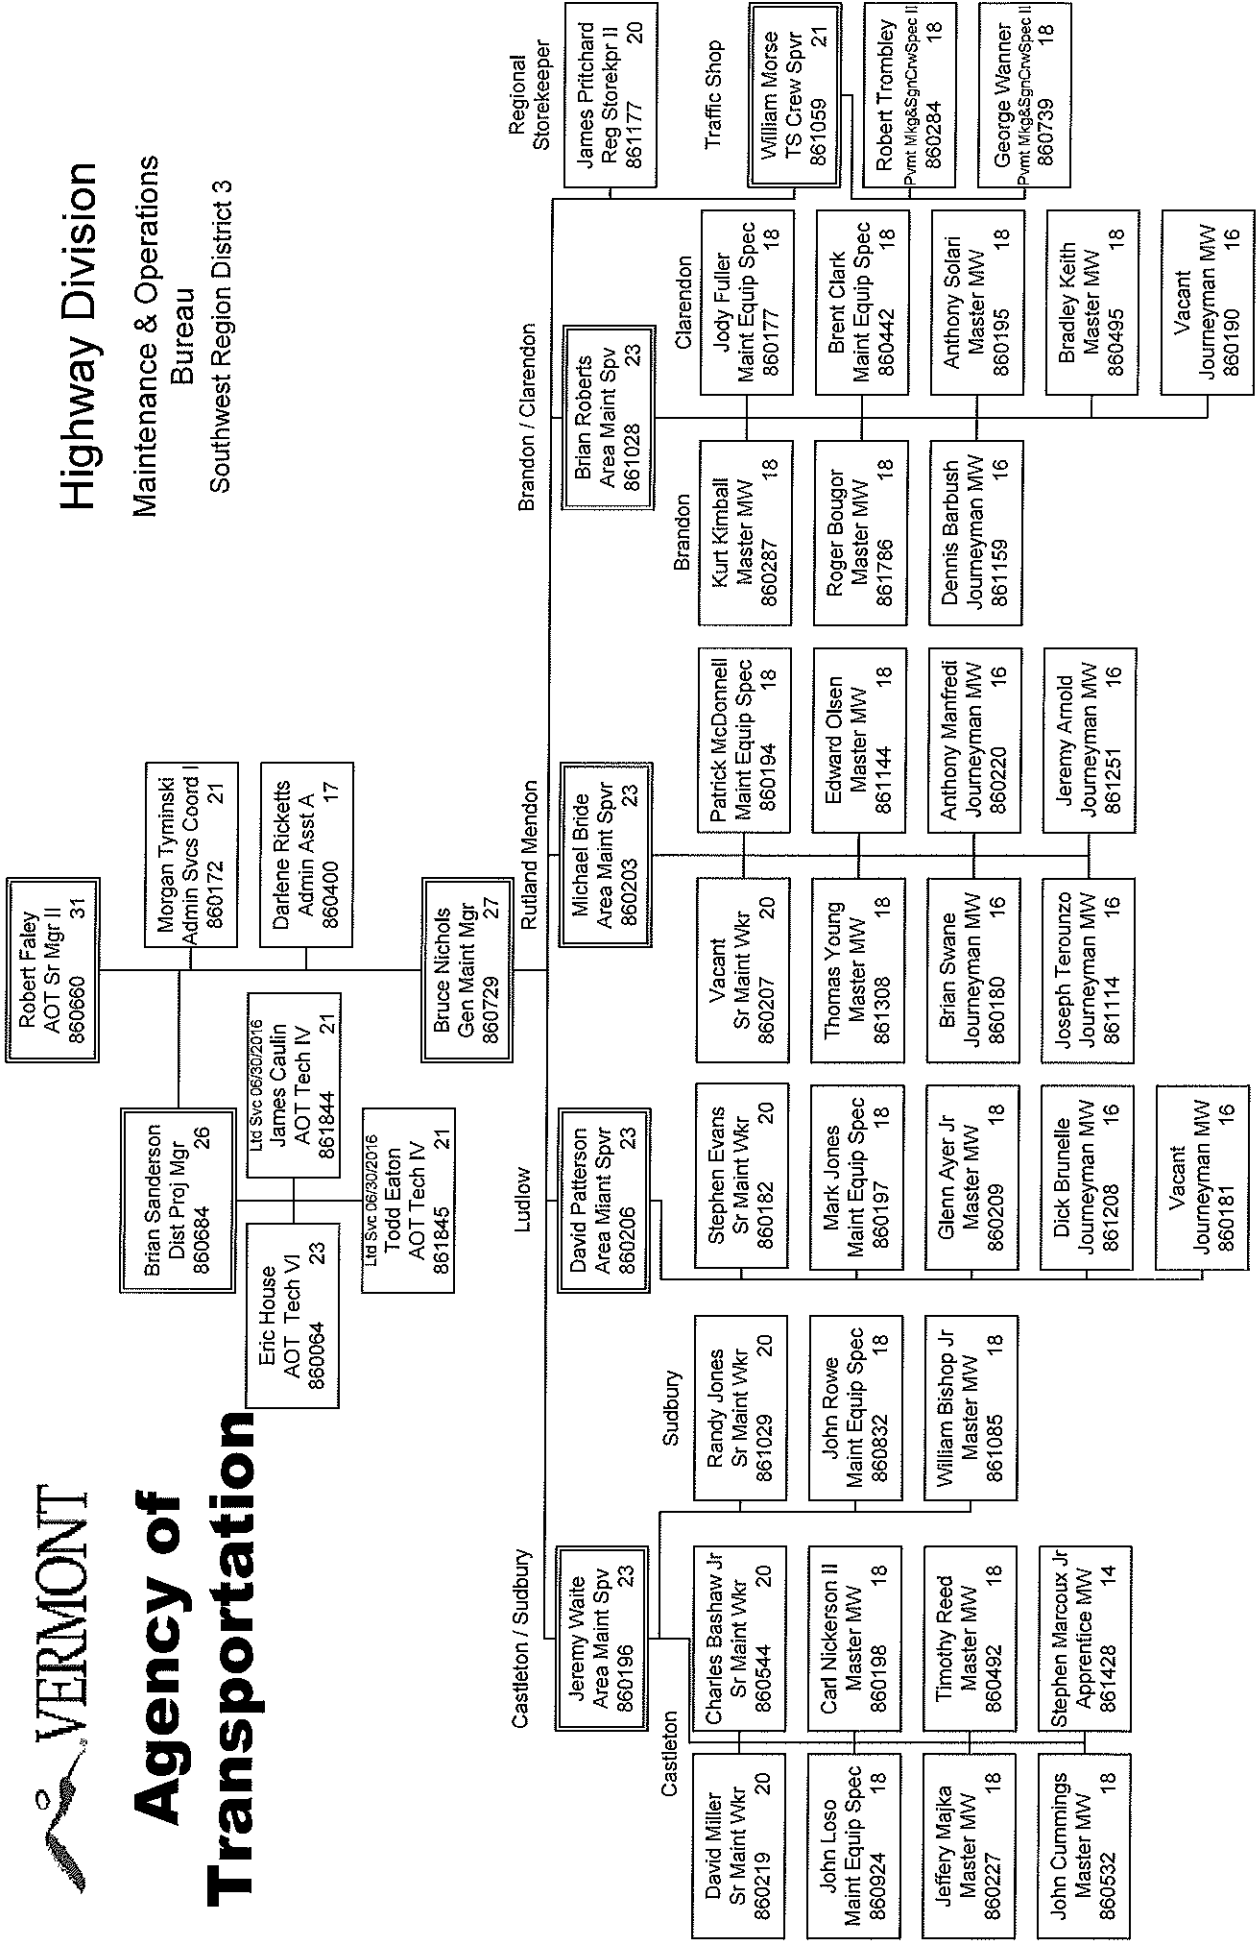 VERMONT
Agency of
Transportation
Highway Division
Maintenance & Operations
Bureau
Southwest Region District 3
Robert Faley
AOT Sr Mgr II
860660 31
Brian Sanderson
Dist Proj Mgr
860684 26
Morgan Tyminski
Admin Svcs Coord I
860172 21
Eric House
AOT Tech VI
860064 23
Ltd Svc 06/30/2016
James Caulin
AOT Tech IV
861844 21
Darlene Ricketts
Admin Asst A
860400 17
Ltd Svc 06/30/2016
Todd Eaton
AOT Tech IV
861845 21
Bruce Nichols
Gen Maint Mgr
860729 27
Castleton / Sudbury
Jeremy Waite
Area Maint Spv
860196 23
Castleton
David Miller
Sr Maint Wkr
860219 20
Charles Bashaw Jr
Sr Maint Wkr
860544 20
John Loso
Maint Equip Spec
860924 18
Carl Nickerson II
Master MW
860198 18
Jeffery Majka
Master MW
860227 18
Timothy Reed
Master MW
860492 18
John Cummings
Master MW
860532 18
Stephen Marcoux Jr
Apprentice MW
861428 14
Sudbury
Randy Jones
Sr Maint Wkr
861029 20
John Rowe
Maint Equip Spec
860832 18
William Bishop Jr
Master MW
861085 18
Ludlow
David Patterson
Area Miant Spvr
860206 23
Stephen Evans
Sr Maint Wkr
860182 20
Mark Jones
Maint Equip Spec
860197 18
Glenn Ayer Jr
Master MW
860209 18
Dick Brunelle
Journeyman MW
861208 16
Vacant
Journeyman MW
860181 16
Rutland Mendon
Michael Bride
Area Maint Spvr
860203 23
Vacant
Sr Maint Wkr
860207 20
Patrick McDonnell
Maint Equip Spec
860194 18
Thomas Young
Master MW
861308 18
Edward Olsen
Master MW
861144 18
Brian Swane
Journeyman MW
860180 16
Anthony Manfredi
Journeyman MW
860220 16
Joseph Terounzo
Journeyman MW
861114 16
Jeremy Arnold
Journeyman MW
861251 16
Brandon / Clarendon
Brian Roberts
Area Maint Spv
861028 23
Brandon
Kurt Kimball
Master MW
860287 18
Roger Bougor
Master MW
861786 18
Dennis Barbush
Journeyman MW
861159 16
Clarendon
Jody Fuller
Maint Equip Spec
860177 18
Brent Clark
Maint Equip Spec
860442 18
Anthony Solari
Master MW
860195 18
Bradley Keith
Master MW
860495 18
Vacant
Journeyman MW
860190 16
Regional
Storekeeper
James Pritchard
Reg Storekpr II
861177 20
Traffic Shop
William Morse
TS Crew Spvr
861059 21
Robert Trombley
Pvmt Mkg&SgnCrwSpec II
860284 18
George Wanner
Pvmt Mkg&SgnCrwSpec II
860739 18